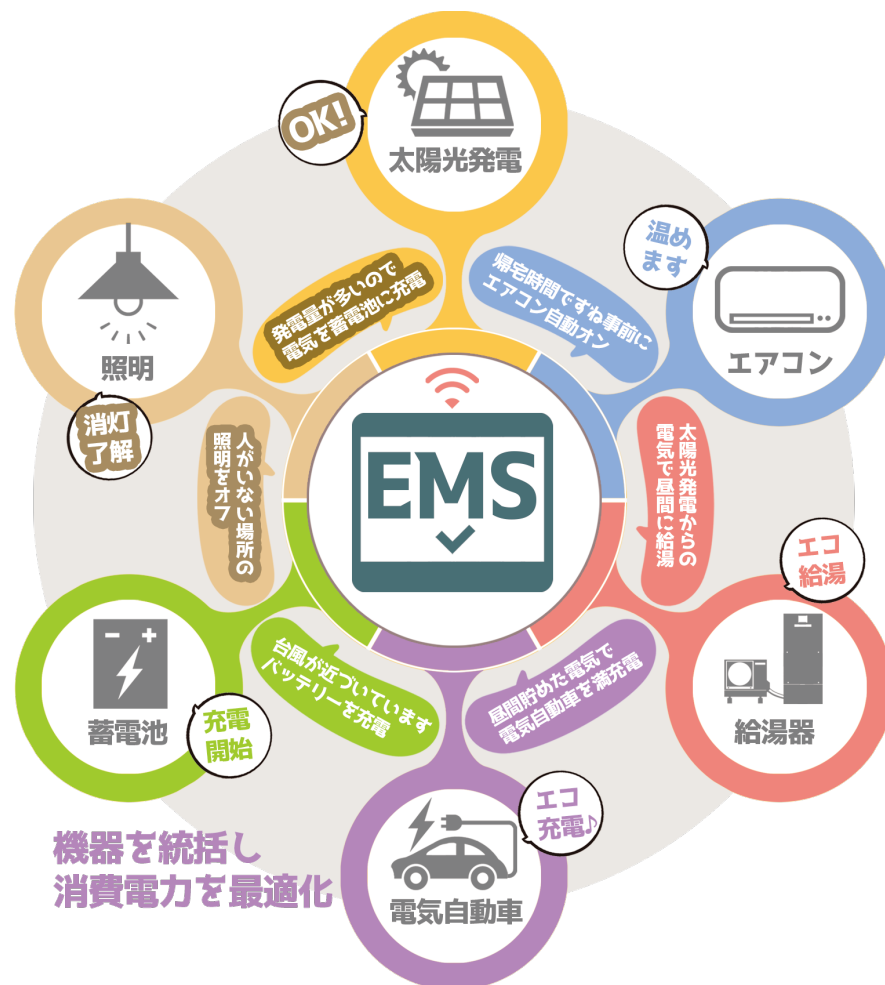 OK!
太陽光発電
発電量が多いので
電気を蓄電池に充電
帰宅時間ですね事前に
エアコン自動オン
温め
ます
エアコン
照明
消灯
了解
人がいない場所の
照明をオフ
EMS
太陽光発電からの
電気で昼間に給湯
エコ
給湯
給湯器
台風が近づいています
バッテリーを充電
蓄電池
充電
開始
昼間貯めた電気で
電気自動車を満充電
エコ
充電♪
電気自動車
機器を統括し
消費電力を最適化